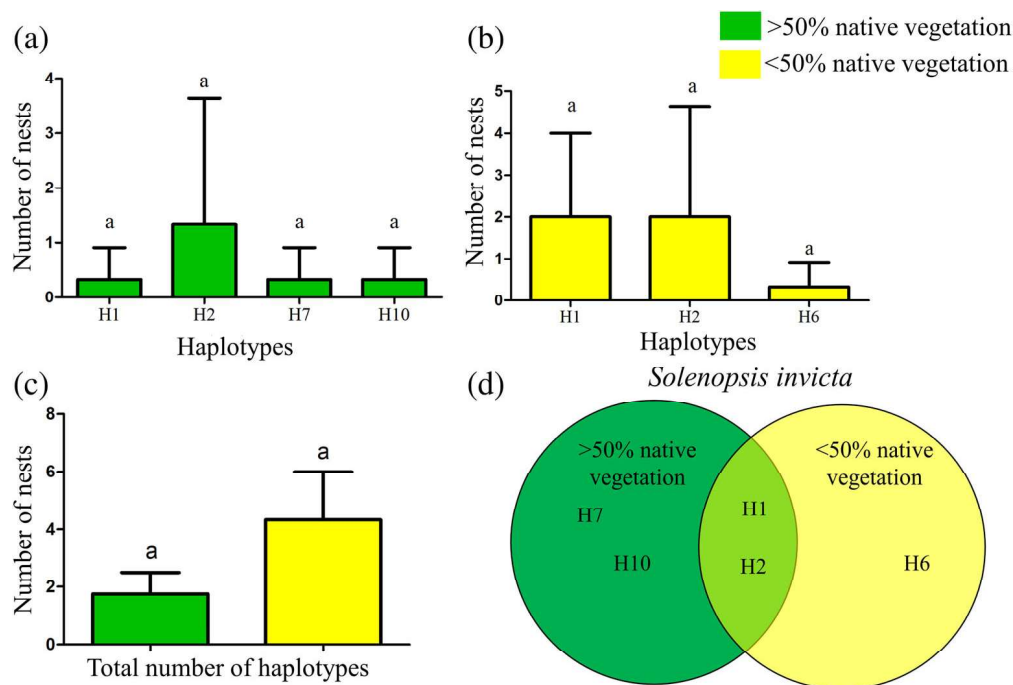 (a)
(b)
>50% native vegetation
<50% native vegetation
Number of nests
4
3
2
1
0
a
a
a
a
H1
H2
H7
H10
Haplotypes
Number of nests
5
4
3
2
1
0
a
a
a
H1
H2
H6
Haplotypes
(c)
Number of nests
8
6
4
2
0
a
a
Total number of haplotypes
(d)
Solenopsis invicta
>50% native
vegetation
H7
H10
H1
H2
<50% native
vegetation
H6